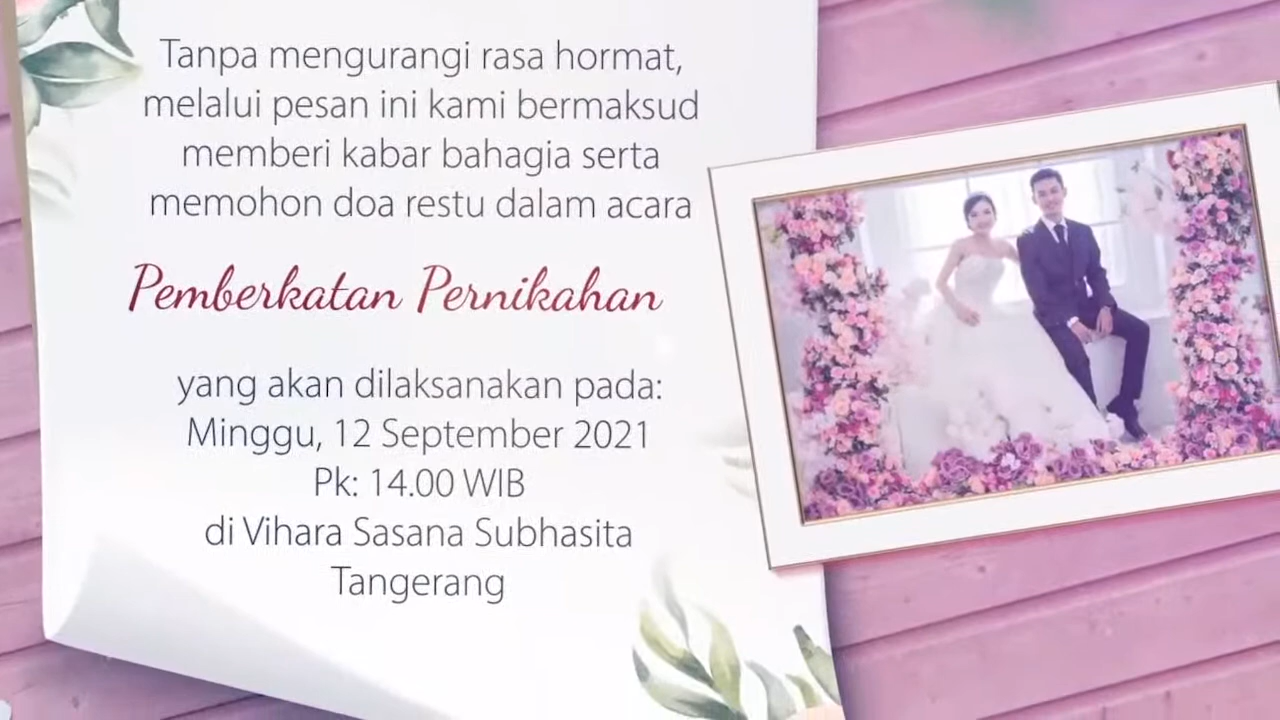 Tanpa mengurangi rasa hormat,
melalui pesan ini kami bermaksud
memberi kabar bahagia serta
memohon doa restu dalam acara
Pemberkatan Pernikahan
yang akan dilaksanakan pada:
Minggu, 12 September 2021
Pk: 14.00 WIB
di Vihara Sasana Subhasita
Tangerang